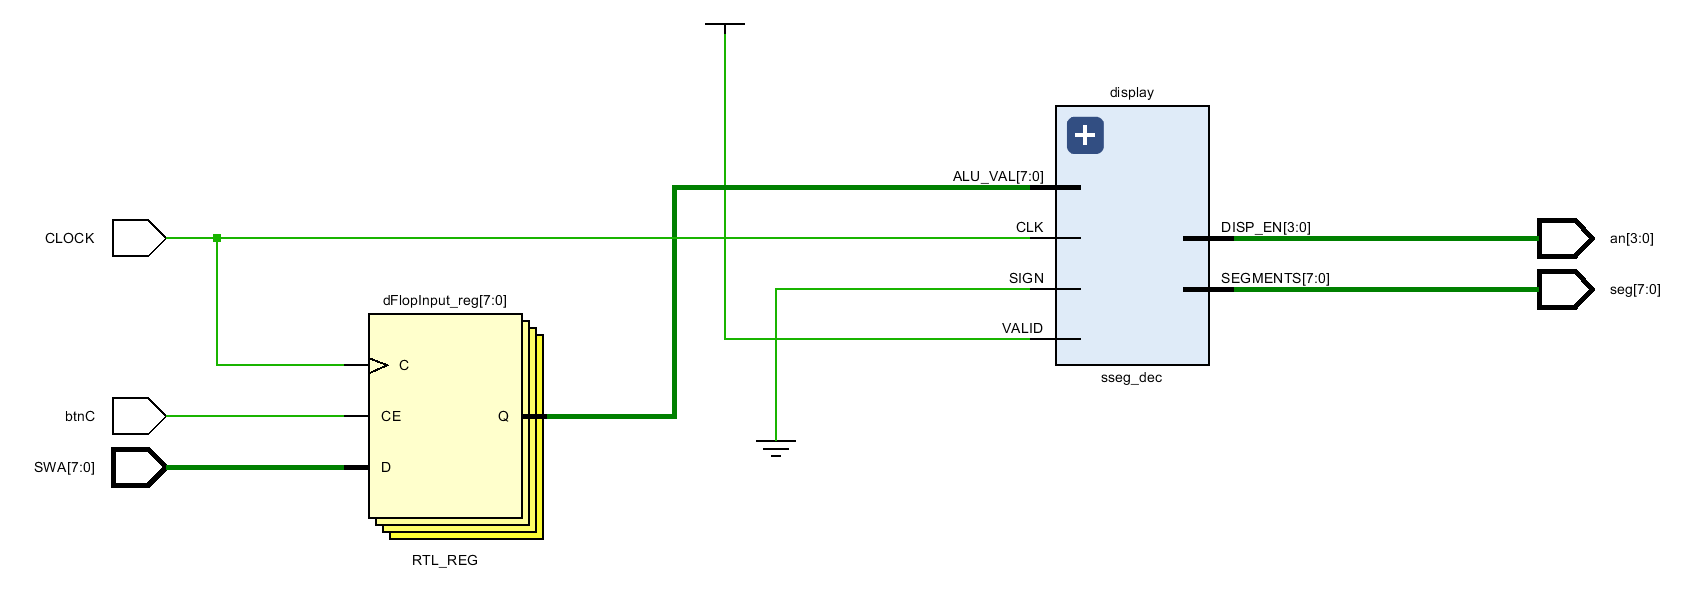 display
ALU_VAL[7:0]
CLOCK
CLK
DISP_EN[3:0]
an[3:0]
SIGN
SEGMENTS[7:0]
seg[7:0]
dFlopInput_reg[7:0]
VALID
C
sseg_dec
btnC
CE
Q
SWA[7:0]
D
RTL_REG